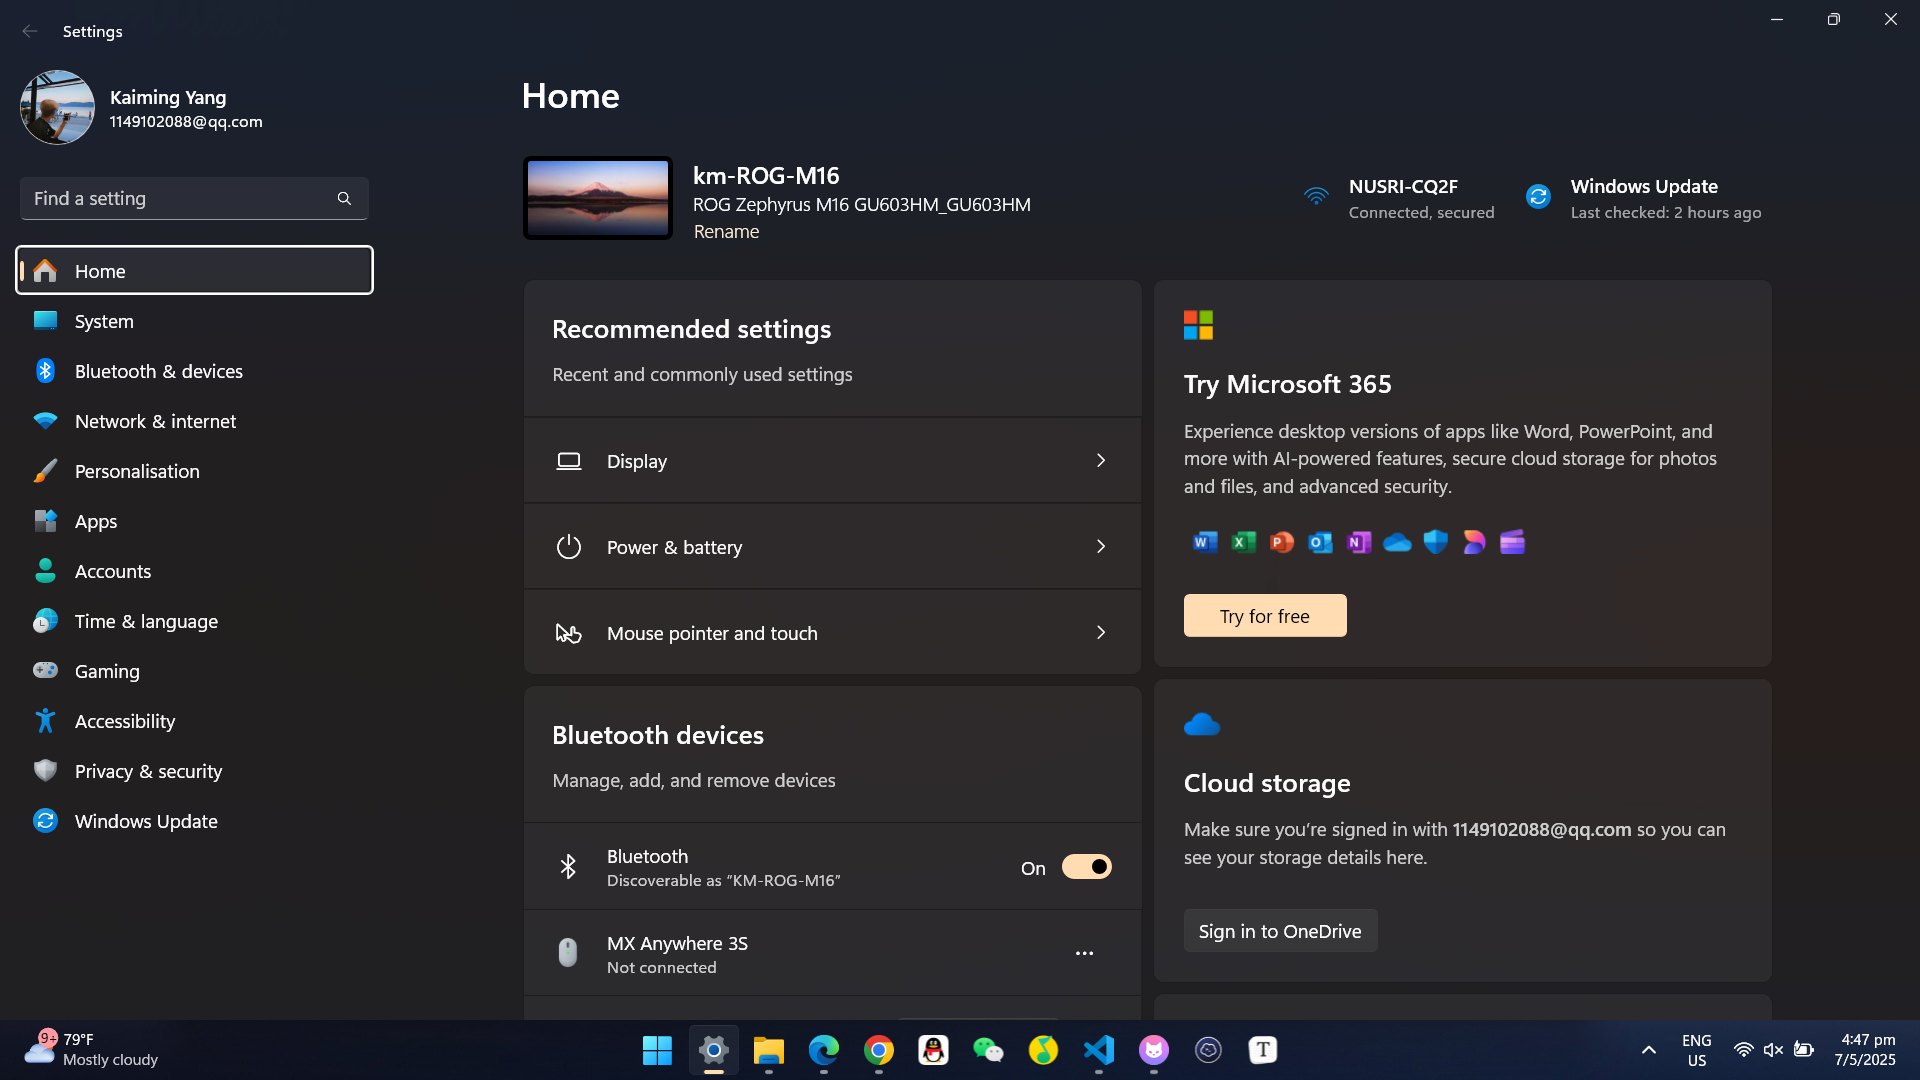 Settings
Kaiming Yang
1149102088@qq.com
Find a setting
Home
System
Bluetooth & devices
Network & internet
Personalisation
Apps
Accounts
Time & language
Gaming
Accessibility
Privacy & security
Windows Update
Home
km-ROG-M16
ROG Zephyrus M16 GU603HM_GU603HM
Rename
NUSRI-CQ2F
Connected, secured
Windows Update
Last checked: 2 hours ago
Recommended settings
Recent and commonly used settings
Display
Power & battery
Mouse pointer and touch
Bluetooth devices
Manage, add, and remove devices
Bluetooth
Discoverable as "KM-ROG-M16"
On
MX Anywhere 3S
Not connected
Try Microsoft 365
Experience desktop versions of apps like Word, PowerPoint, and
more with AI-powered features, secure cloud storage for photos
and files, and advanced security.
Try for free
Cloud storage
Make sure you're signed in with 1149102088@qq.com so you can
see your storage details here.
Sign in to OneDrive
9+
79°F
Mostly cloudy
T
ENG
US
4:47 pm
7/5/2025